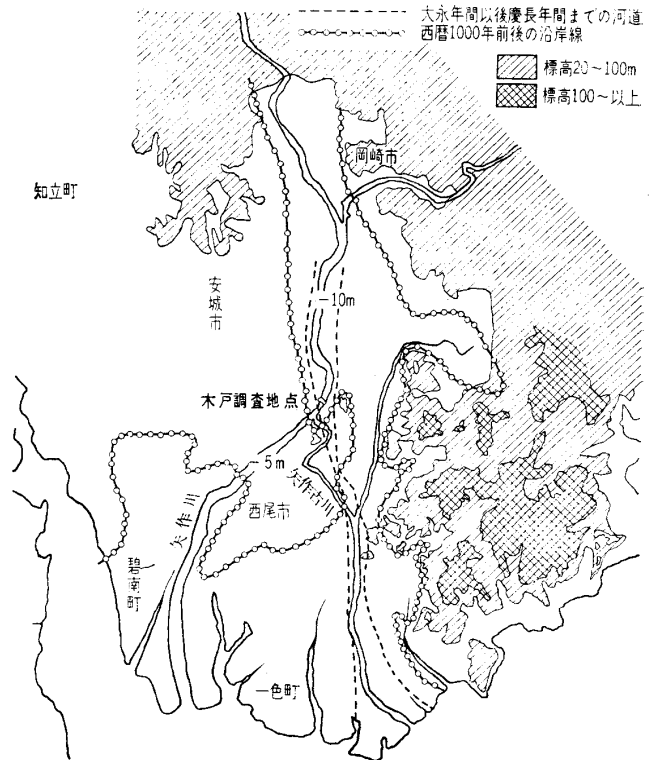 大永年間以後慶長年間までの河道
西暦1000年前後の沿岸線
標高20～100m
標高100～以上
岡崎市
知立町
安城市
-10m
木戸調査地点
-5m
矢作川
矢作古川
西尾市
碧南町
一色町